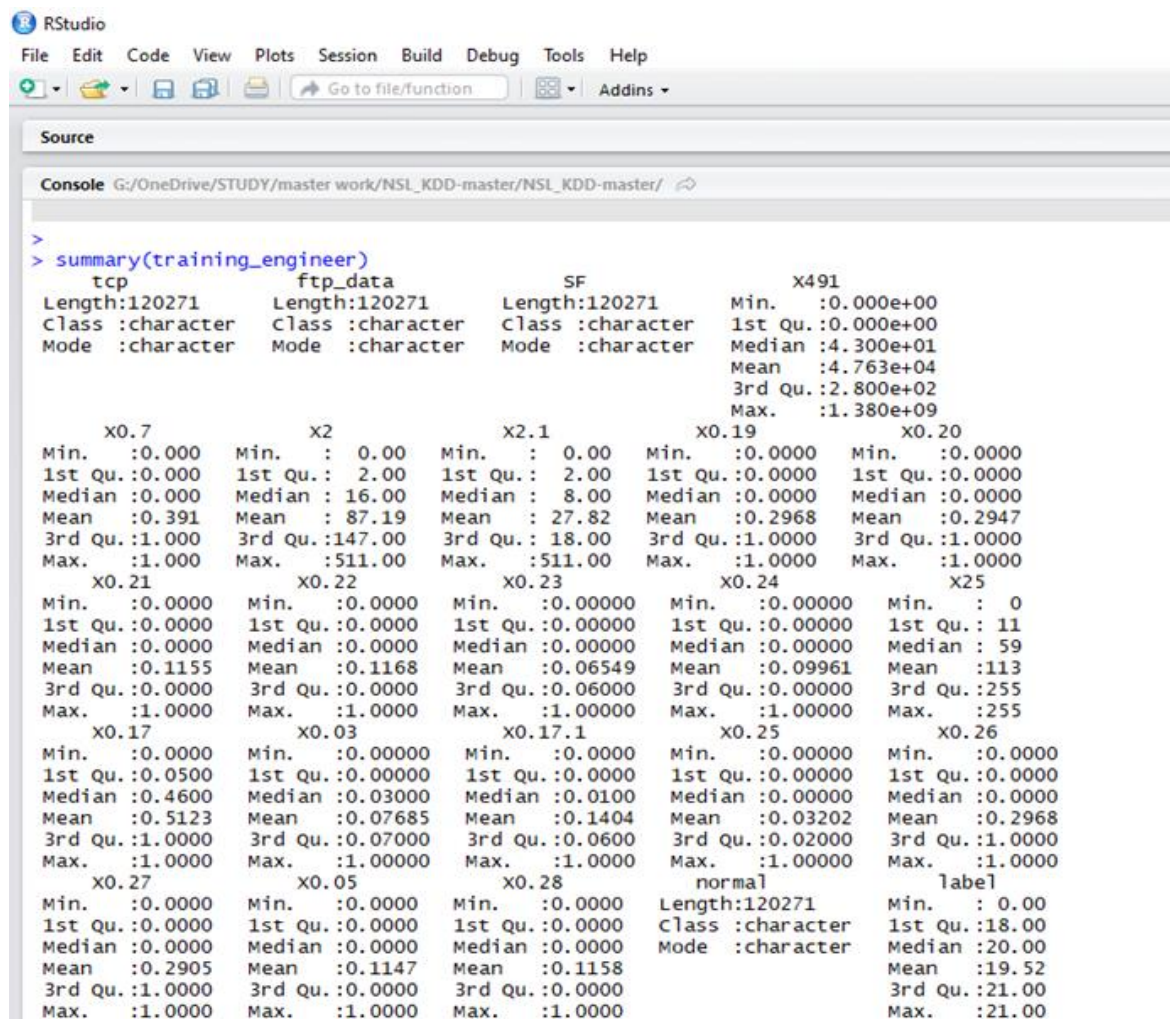 RStudio
File Edit Code View Plots Session Build Debug Tools Help
Go to file/function Addins
Source
Console G:/OneDrive/STUDY/master work/NSL_KDD-master/NSL_KDD-master/
>
> summary(training_engineer)
tcp ftp_data SF X491
Length:120271 Length:120271 Length:120271 Min. :0.000e+00
Class :character Class :character Class :character 1st Qu.:0.000e+00
Mode :character Mode :character Mode :character Median :4.300e+01
Mean :4.763e+04
3rd Qu.:2.800e+02
Max. :1.380e+09
X0.7 X2 X2.1 X0.19 X0.20
Min. :0.000 Min. : 0.00 Min. : 0.00 Min. :0.0000 Min. :0.0000
1st Qu.:0.000 1st Qu.: 2.00 1st Qu.: 2.00 1st Qu.:0.0000 1st Qu.:0.0000
Median :0.000 Median : 16.00 Median : 8.00 Median :0.0000 Median :0.0000
Mean :0.391 Mean : 87.19 Mean : 27.82 Mean :0.2968 Mean :0.2947
3rd Qu.:1.000 3rd Qu.:147.00 3rd Qu.: 18.00 3rd Qu.:1.0000 3rd Qu.:1.0000
Max. :1.000 Max. :511.00 Max. :511.00 Max. :1.0000 Max. :1.0000
X0.21 X0.22 X0.23 X0.24 X25
Min. :0.0000 Min. :0.0000 Min. :0.00000 Min. :0.00000 Min. : 0
1st Qu.:0.0000 1st Qu.:0.0000 1st Qu.:0.00000 1st Qu.:0.00000 1st Qu.: 11
Median :0.0000 Median :0.0000 Median :0.00000 Median :0.00000 Median : 59
Mean :0.1155 Mean :0.1168 Mean :0.06549 Mean :0.09961 Mean :113
3rd Qu.:0.0000 3rd Qu.:0.0000 3rd Qu.:0.06000 3rd Qu.:0.00000 3rd Qu.:255
Max. :1.0000 Max. :1.0000 Max. :1.00000 Max. :1.00000 Max. :255
X0.17 X0.03 X0.17.1 X0.25 X0.26
Min. :0.0000 Min. :0.00000 Min. :0.0000 Min. :0.00000 Min. :0.0000
1st Qu.:0.0500 1st Qu.:0.00000 1st Qu.:0.0000 1st Qu.:0.00000 1st Qu.:0.0000
Median :0.4600 Median :0.03000 Median :0.0100 Median :0.00000 Median :0.0000
Mean :0.5123 Mean :0.07685 Mean :0.1404 Mean :0.03202 Mean :0.2968
3rd Qu.:1.0000 3rd Qu.:0.07000 3rd Qu.:0.0600 3rd Qu.:0.02000 3rd Qu.:1.0000
Max. :1.0000 Max. :1.00000 Max. :1.0000 Max. :1.00000 Max. :1.0000
X0.27 X0.05 X0.28 normal label
Min. :0.0000 Min. :0.0000 Min. :0.0000 Length:120271 Min. : 0.00
1st Qu.:0.0000 1st Qu.:0.0000 1st Qu.:0.0000 Class :character 1st Qu.:18.00
Median :0.0000 Median :0.0000 Median :0.0000 Mode :character Median :20.00
Mean :0.2905 Mean :0.1147 Mean :0.1158 Mean :19.52
3rd Qu.:1.0000 3rd Qu.:0.0000 3rd Qu.:0.0000 3rd Qu.:21.00
Max. :1.0000 Max. :1.0000 Max. :1.0000 Max. :21.00